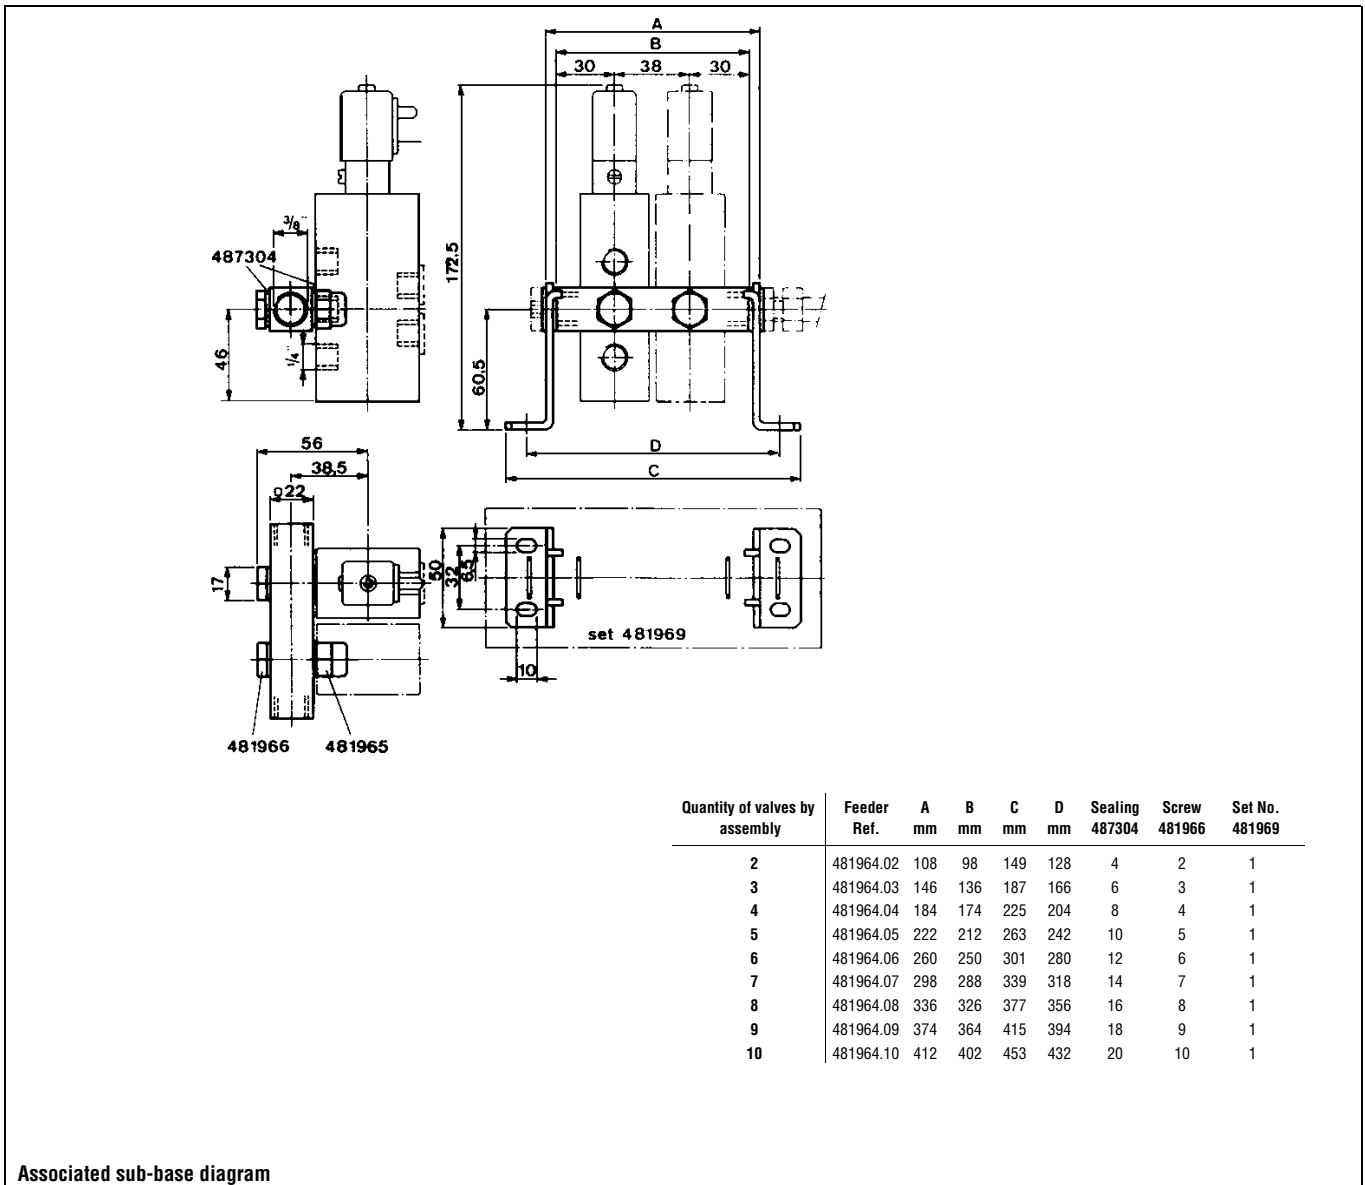 A
B
30 38 30
3/8"
487304
172,5
46
1/4"
60,5
D
C
56
38,5
□22
17
50
32
6,5
set 481969
10
481966 481965
Quantity of valves by assembly Feeder Ref. A mm B mm C mm D mm Sealing 487304 Screw 481966 Set No. 481969
2 481964.02 108 98 149 128 4 2 1
3 481964.03 146 136 187 166 6 3 1
4 481964.04 184 174 225 204 8 4 1
5 481964.05 222 212 263 242 10 5 1
6 481964.06 260 250 301 280 12 6 1
7 481964.07 298 288 339 318 14 7 1
8 481964.08 336 326 377 356 16 8 1
9 481964.09 374 364 415 394 18 9 1
10 481964.10 412 402 453 432 20 10 1
Associated sub-base diagram